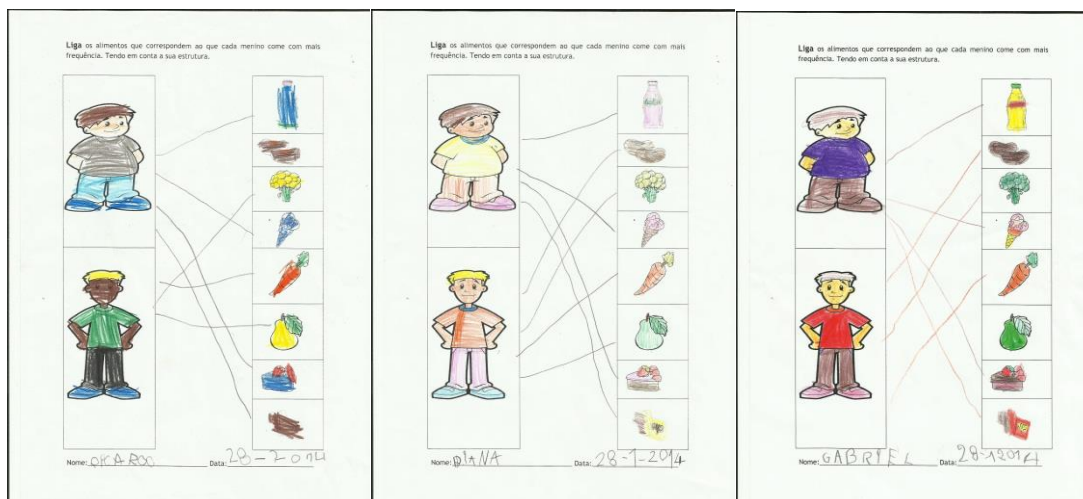 Liga os alimentos que correspondem ao que cada menino come com mais
frequência. Tendo em conta a sua estrutura.
Nome: Data: 28-2014
Liga os alimentos que correspondem ao que cada menino come com mais
frequência. Tendo em conta a sua estrutura.
Nome: DIANA Data: 28-1-2014
Liga os alimentos que correspondem ao que cada menino come com mais
frequência. Tendo em conta a sua estrutura.
Nome: GABRIEL Data: 28-12014